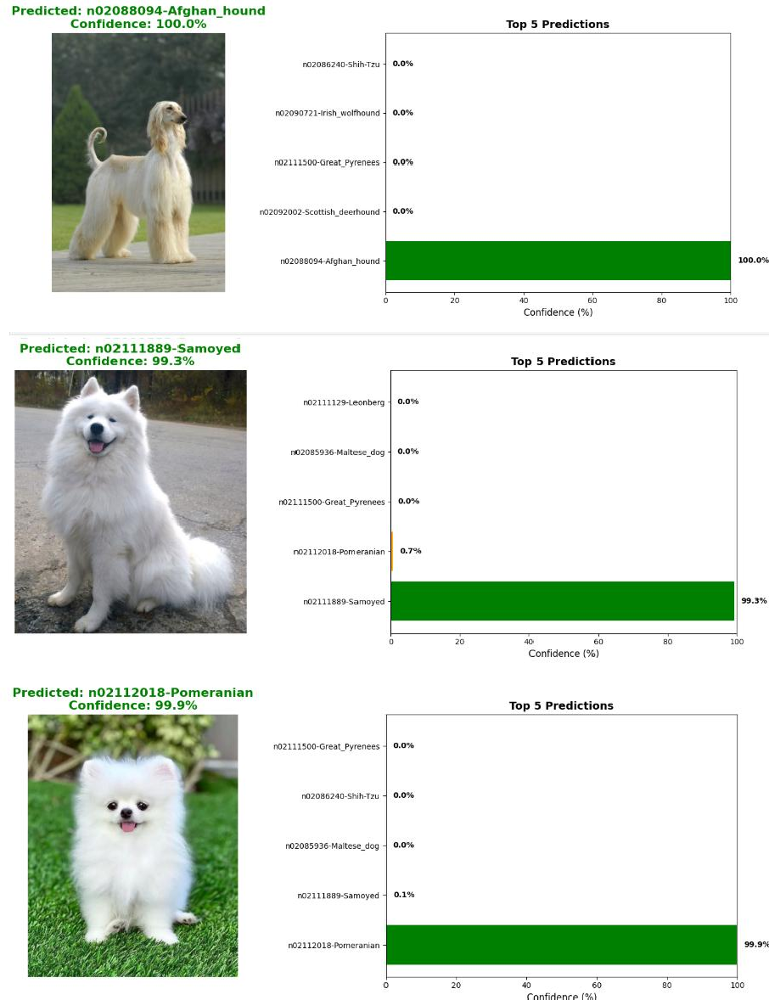 Predicted: n02088094-Afghan_hound
Confidence: 100.0%
Top 5 Predictions
n02086240-Shih-Tzu 0.0%
n02090721-Irish_wolfhound 0.0%
n02111500-Great_Pyrenees 0.0%
n02092002-Scottish_deerhound 0.0%
n02088094-Afghan_hound 100.0%
0 20 40 60 80 100
Confidence (%)
Predicted: n02111889-Samoyed
Confidence: 99.3%
Top 5 Predictions
n02111129-Leonberg 0.0%
n02085936-Maltese_dog 0.0%
n02111500-Great_Pyrenees 0.0%
n02112018-Pomeranian 0.7%
n02111889-Samoyed 99.3%
0 20 40 60 80 100
Confidence (%)
Predicted: n02112018-Pomeranian
Confidence: 99.9%
Top 5 Predictions
n02111500-Great_Pyrenees 0.0%
n02086240-Shih-Tzu 0.0%
n02085936-Maltese_dog 0.0%
n02111889-Samoyed 0.1%
n02112018-Pomeranian 99.9%
0 20 40 60 80 100
Confidence (%)